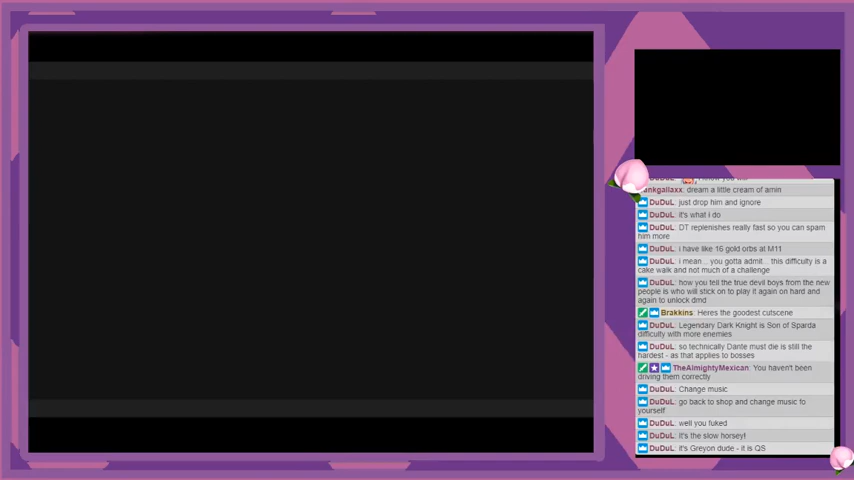 ankgallaxx: dream a little cream of amin
DuDuL: just drop him and ignore
DuDuL: it's what i do
DuDuL: DT replenishes really fast so you can spam
him more
DuDuL: i have like 16 gold orbs at M11
DuDuL: i mean... you gotta admit... this difficulty is a
cake walk and not much of a challenge
DuDuL: how you tell the true devil boys from the new
people is who will stick on to play it again on hard and
again to unlock dmd
Brakkins: Heres the goodest cutscene
DuDuL: Legendary Dark Knight is Son of Sparda
difficulty with more enemies
DuDuL: so technically Dante must die is still the
hardest - as that applies to bosses
TheAlmightyMexican: You haven't been
driving them correctly
DuDuL: Change music
DuDuL: go back to shop and change music fo
yourself
DuDuL: well you fuked
DuDuL: It's the slow horsey!
DuDuL: it's Greyon dude - it is QS